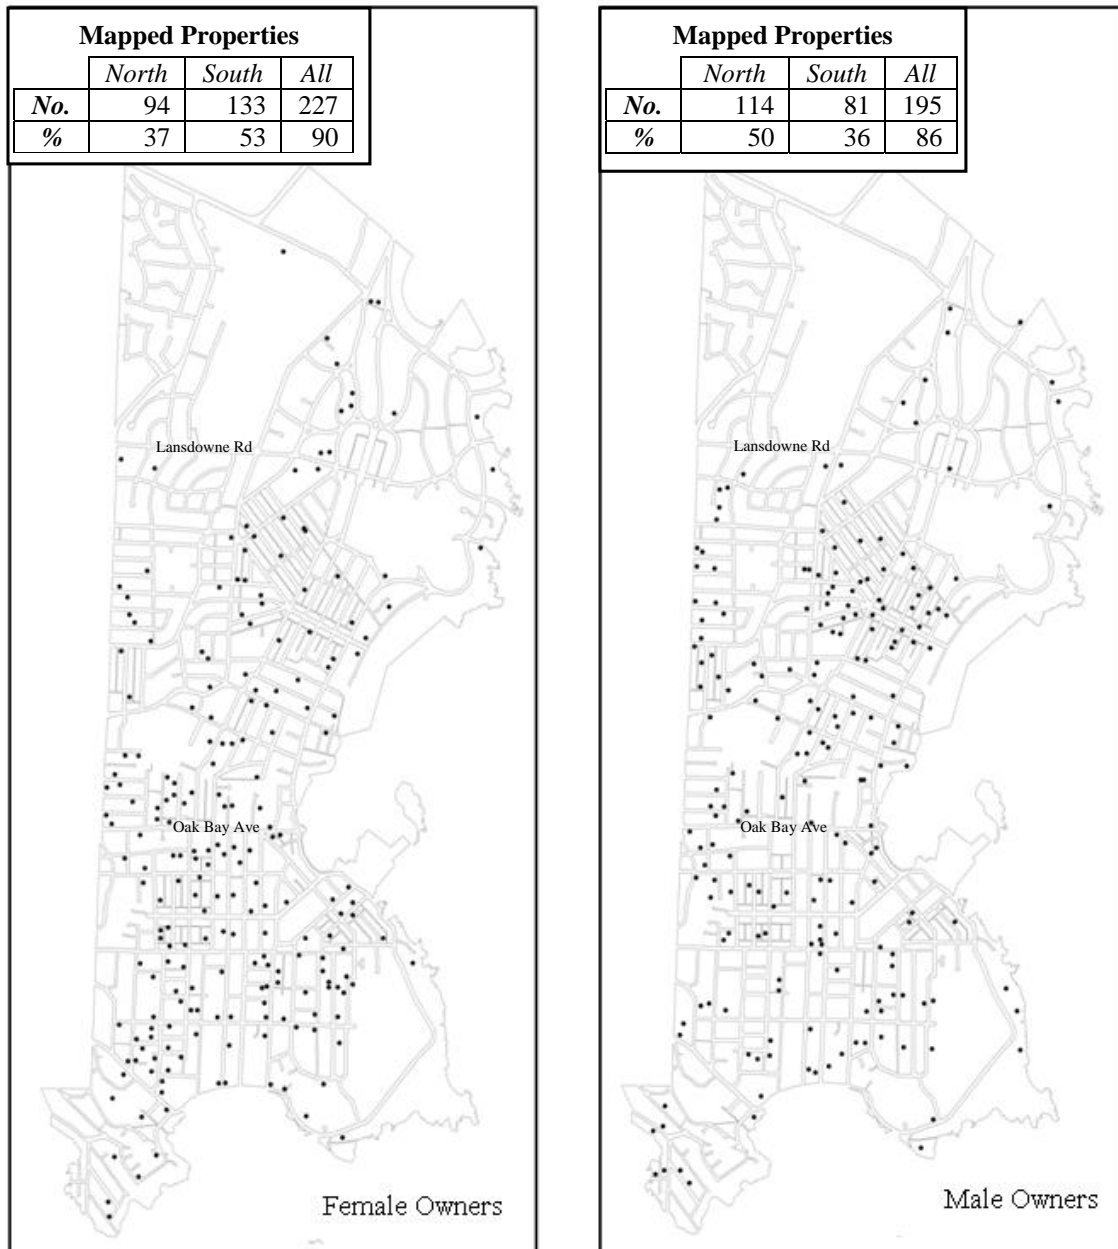 Mapped Properties
North South All
No. 94 133 227
% 37 53 90
Lansdowne Rd
Oak Bay Ave
Female Owners
Mapped Properties
North South All
No. 114 81 195
% 50 36 86
Lansdowne Rd
Oak Bay Ave
Male Owners